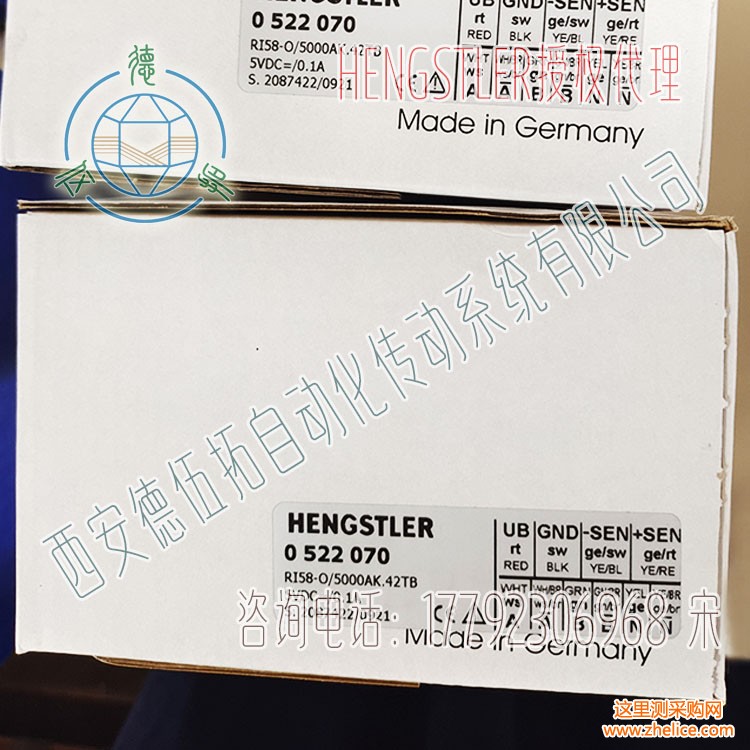 HENGSTLER
0 522 070
RI58-O/5000AK.42TB
5VDC=/0.1A
S. 2087422/0921
UB GND -SEN +SEN
rt sw ge/sw ge/rt
RED BLK YE/BL YE/RE
Made in Germany
HENGSTLER授权代理
德
西安德伍拓自动化传动系统有限公司
HENGSTLER
0 522 070
RI58-O/5000AK.42TB
UB GND -SEN +SEN
rt sw ge/sw ge/rt
RED BLK YE/BL YE/RE
咨询电话：17792306968 宋
Made in Germany
这里测采购网
www.zhelice.com